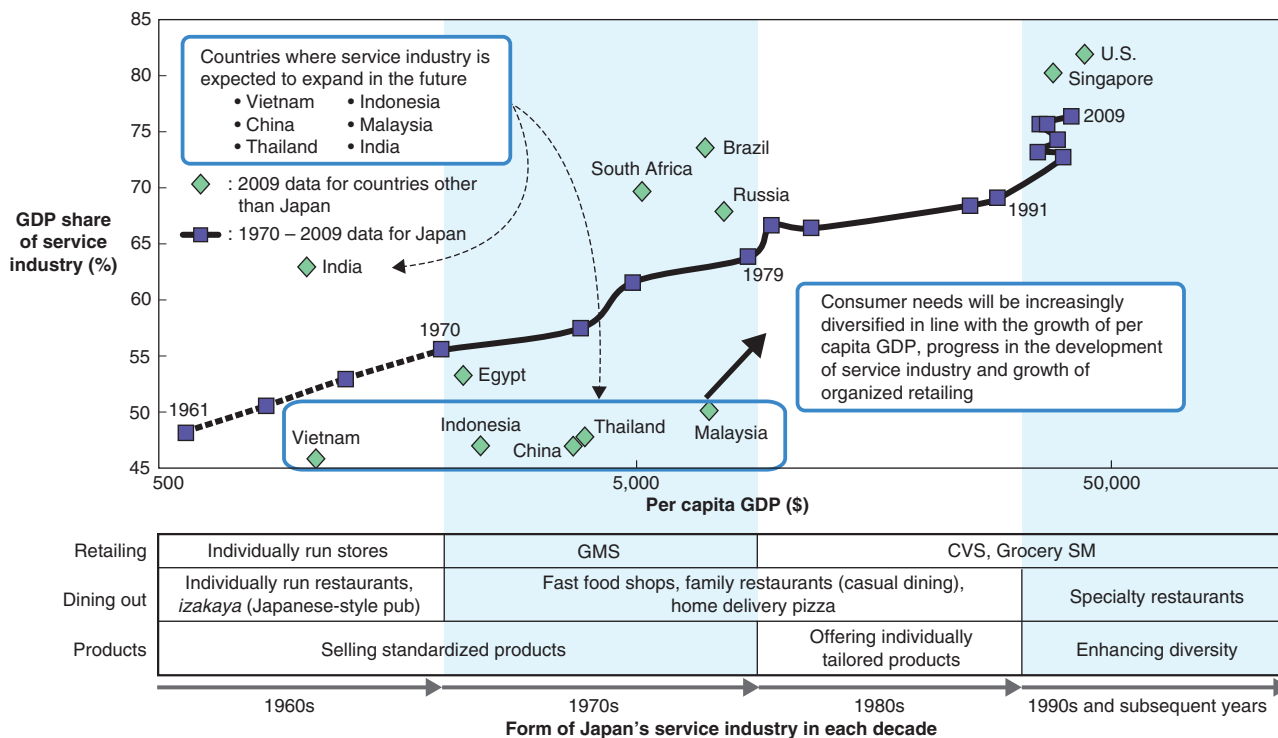 85
80
75
70
65
60
55
50
45
GDP share
of service
industry (%)
Countries where service industry is
expected to expand in the future
• Vietnam • Indonesia
• China • Malaysia
• Thailand • India
: 2009 data for countries other
than Japan
: 1970 – 2009 data for Japan
U.S.
Singapore
2009
Brazil
South Africa
Russia
1991
India
1979
1970
Egypt
1961
Vietnam
Indonesia
China
Thailand
Malaysia
Consumer needs will be increasingly
diversified in line with the growth of per
capita GDP, progress in the development
of service industry and growth of
organized retailing
500
5,000
50,000
Per capita GDP ($)
Retailing
Individually run stores
GMS
CVS, Grocery SM
Dining out
Individually run restaurants,
izakaya (Japanese-style pub)
Fast food shops, family restaurants (casual dining),
home delivery pizza
Specialty restaurants
Products
Selling standardized products
Offering individually
tailored products
Enhancing diversity
1960s
1970s
1980s
1990s and subsequent years
Form of Japan's service industry in each decade